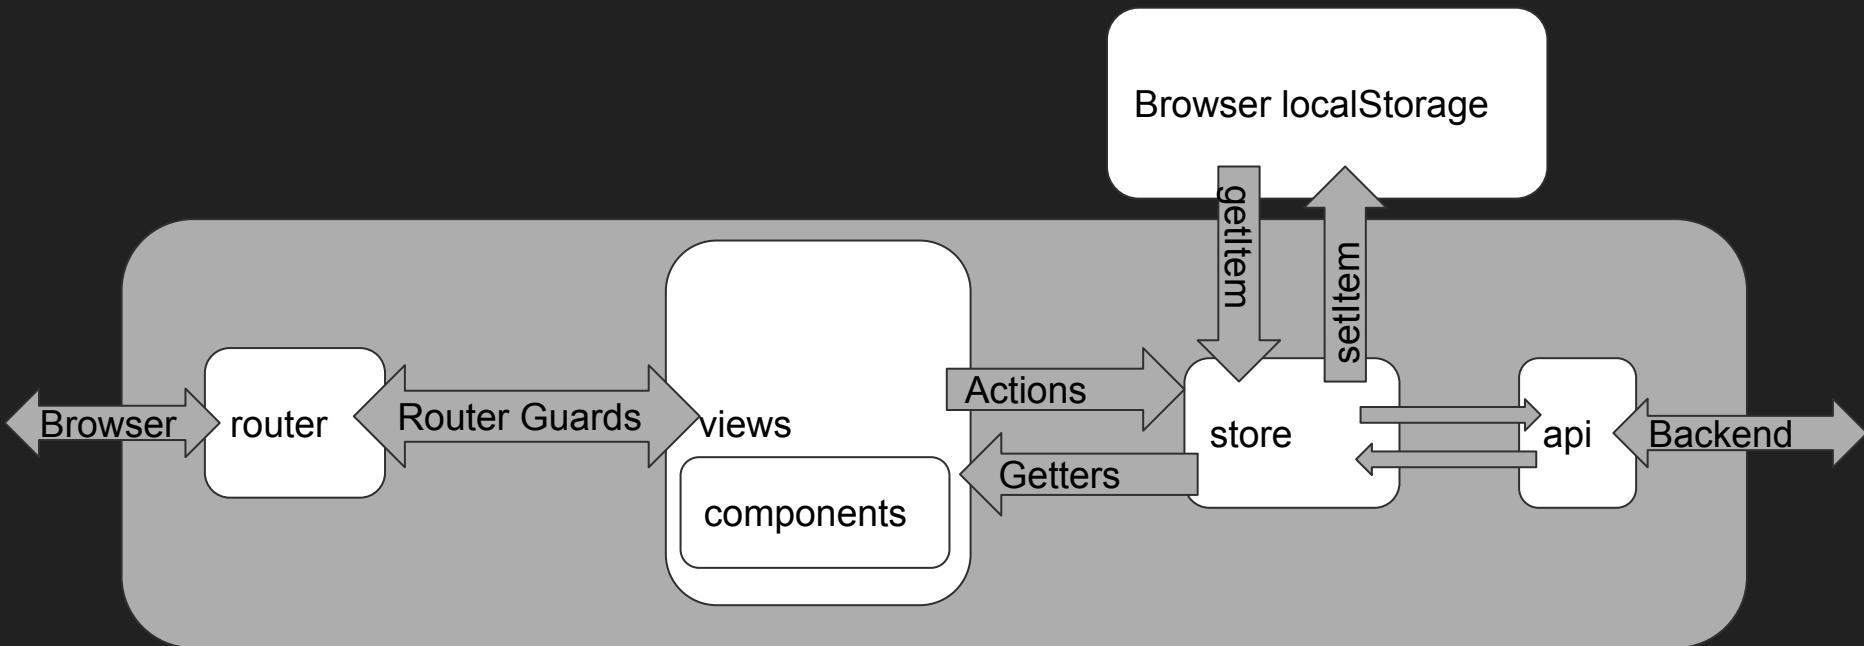 Browser localStorage
getItem
setItem
Browser
router
Router Guards
views
components
Actions
Getters
store
api
Backend